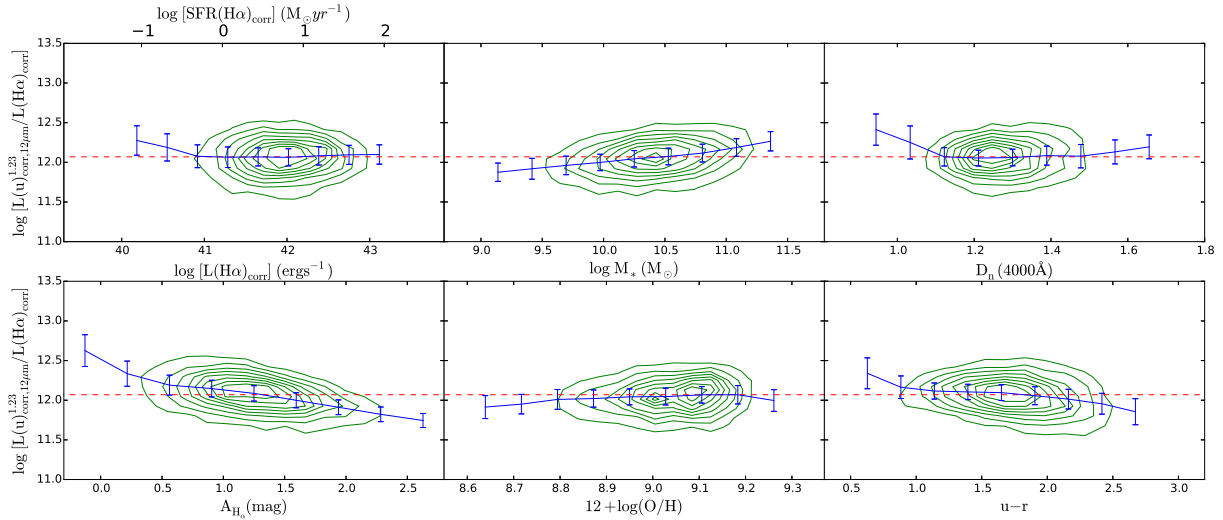 log [SFR(Hα)corr] (M⊙yr⁻¹)
−1 0 1 2
13.5
13.0
12.5
12.0
11.5
11.0
log [L(u)^1.23_corr,12μm/L(Hα)corr]
40 41 42 43
log [L(Hα)corr] (ergs⁻¹)
9.0 9.5 10.0 10.5 11.0 11.5
log M* (M⊙)
1.0 1.2 1.4 1.6 1.8
Dn (4000Å)
13.5
13.0
12.5
12.0
11.5
11.0
log [L(u)^1.23_corr,12μm/L(Hα)corr]
0.0 0.5 1.0 1.5 2.0 2.5
A_Hα(mag)
8.6 8.7 8.8 8.9 9.0 9.1 9.2 9.3
12+log(O/H)
0.5 1.0 1.5 2.0 2.5 3.0
u−r